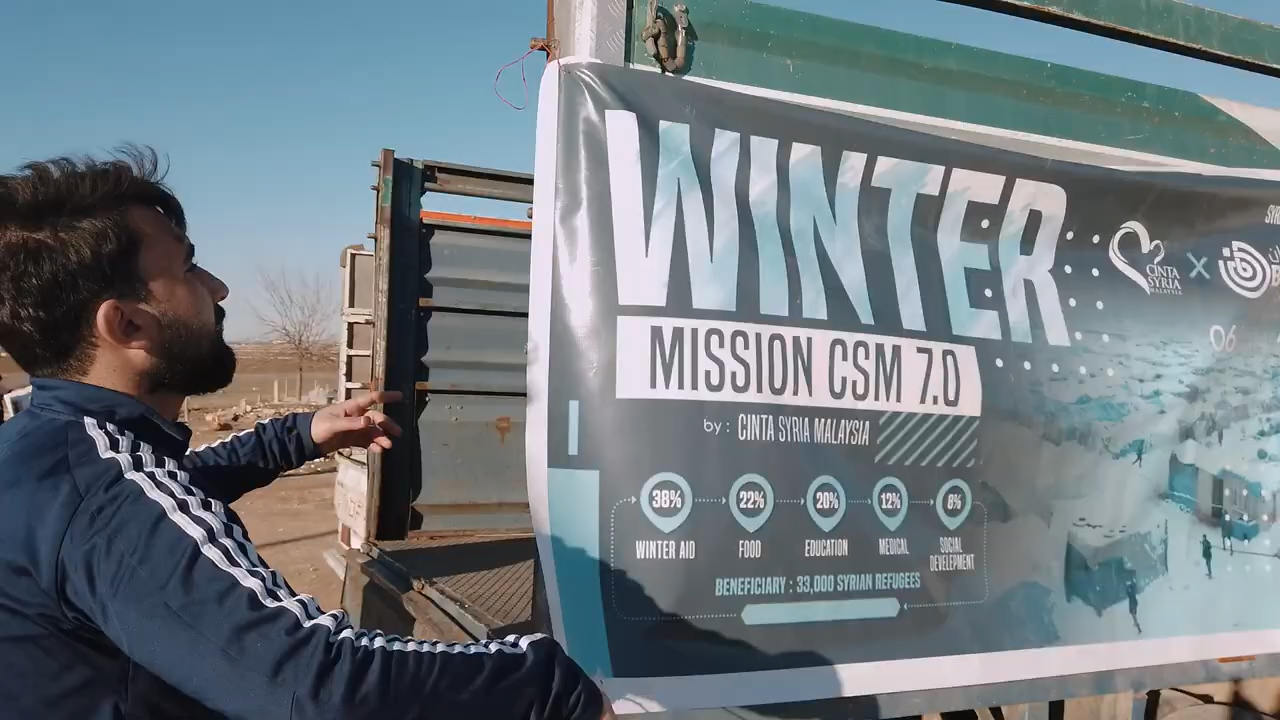 WINTER
MISSION CSM 7.0
by : CINTA SYRIA MALAYSIA
38% 22% 20% 12% 8%
WINTER AID FOOD EDUCATION MEDICAL SOCIAL DEVELEPMENT
BENEFICIARY : 33,000 SYRIAN REFUGEES
CINTA
SYRIA
MALAYSIA
X
06